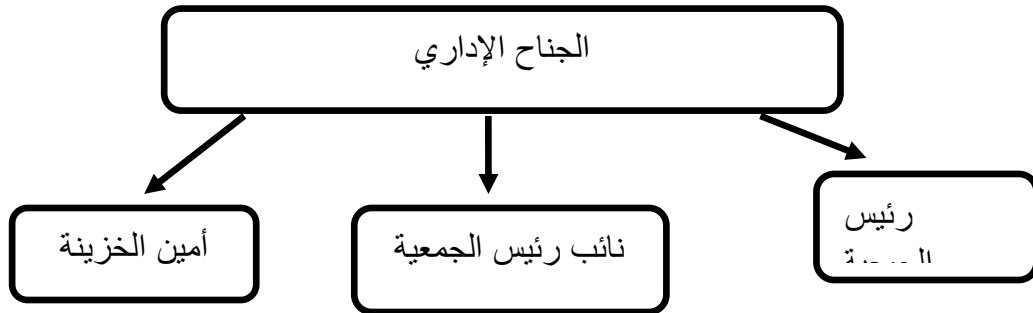 الجناح الإداري
رئيس
نائب رئيس الجمعية
أمين الخزينة